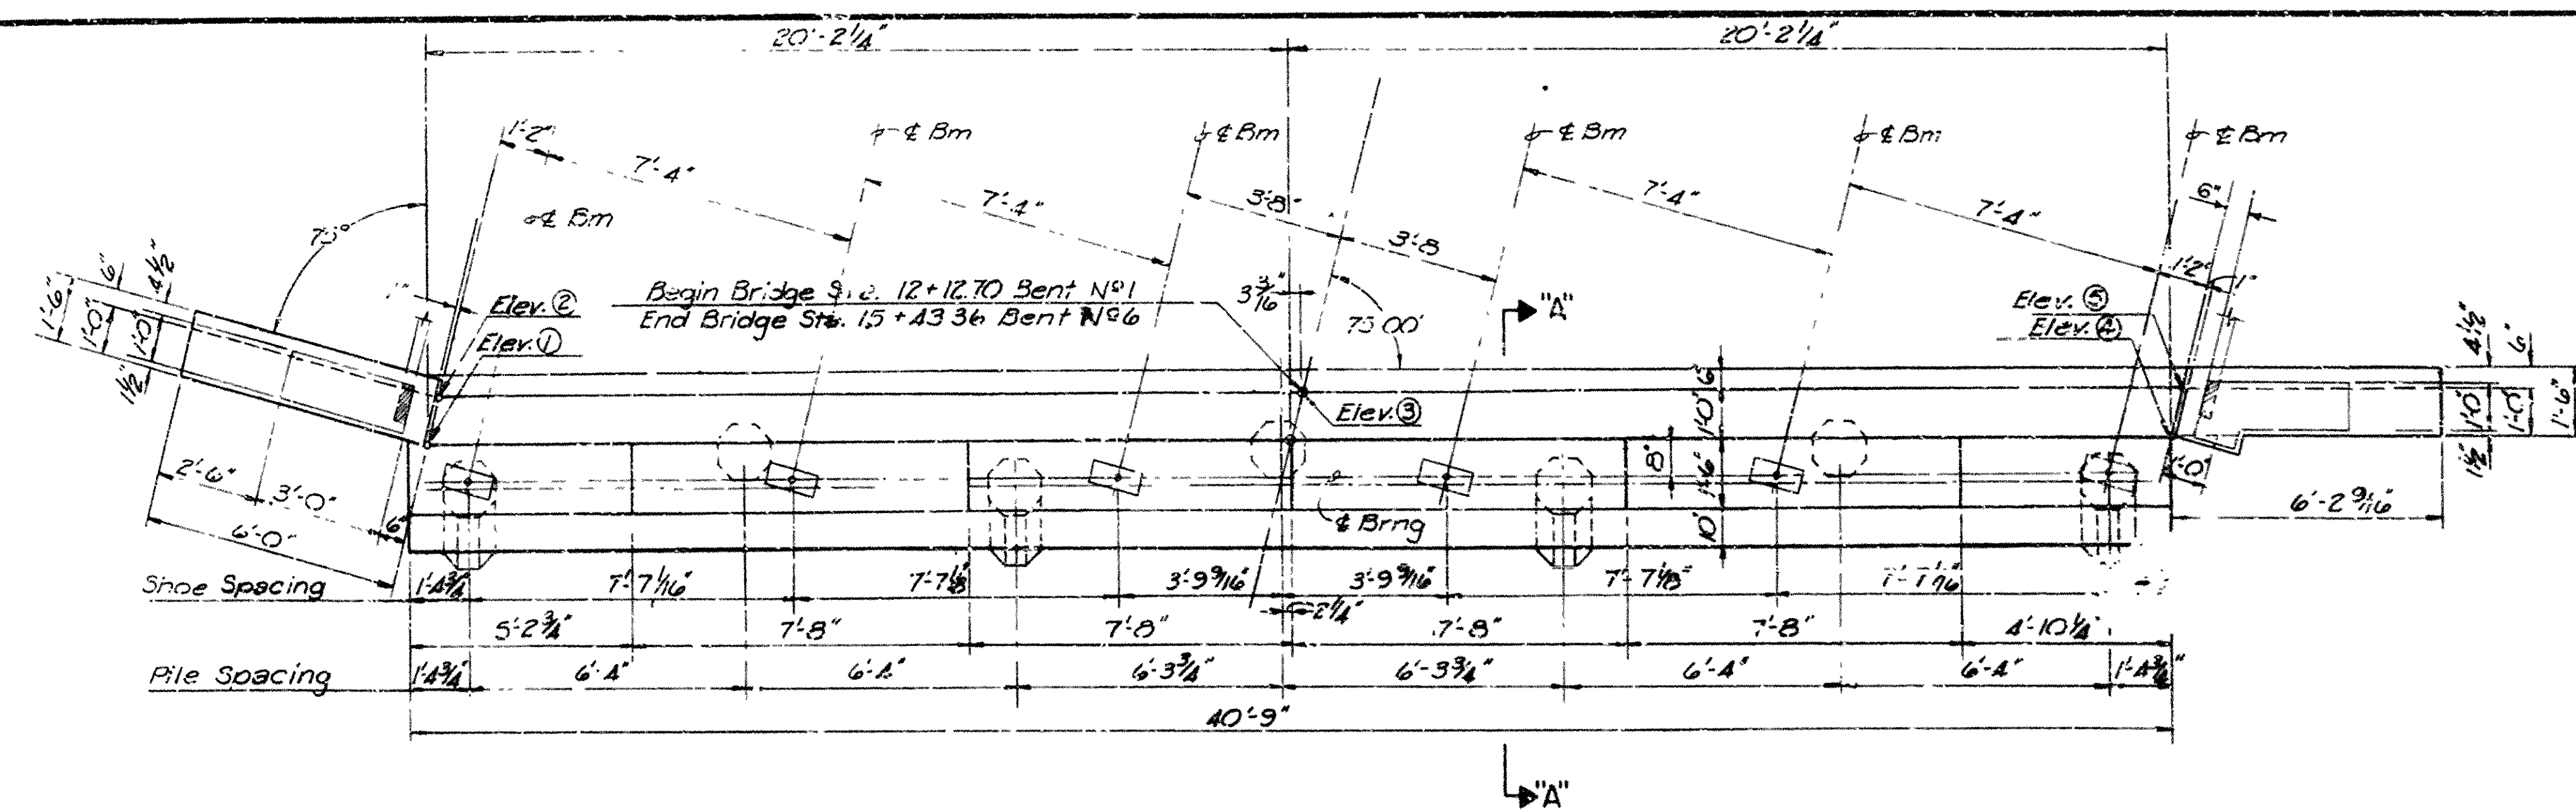 20'-2¼" 20'-2¼"
1'-2" ℄ Bm ℄ Bm ℄ Bm ℄ Bm ℄ Bm
7'-4" 7'-4" 3'-8" 7'-4" 7'-4" 6"
℄ Bm 3'-8
75° 1'-2" 1"
1'-6" 6" 4½" 1'-0" 1'-0" 1½"
Elev. ② Begin Bridge 12+12.70 Bent Nº 1 3 3/16" 75 00' "A" Elev. ⑤
End Bridge Sta. 15+43 36 Bent Nº 6 Elev. ④
Elev. ①
4½" 6"
Elev. ③ 6" 1'-0" 1'-0" 1'-0" 1'-6"
1½"
8" 1'-6" 1'-0"
2'-6" 3'-0" ℄ Brng 10" 6'-2 9/16"
6'-0" 6"
Shoe Spacing 1'-4¾" 7'-7 1/16" 7'-7⅛" 3'-9 9/16" 3'-9 9/16" 7'-7⅛" 7'-7 1/16"
2¼"
5'-2¾" 7'-8" 7'-8" 7'-8" 7'-8" 4'-10¼"
Pile Spacing 1'-4¾" 6'-4" 6'-4" 6'-3¾" 6'-3¾" 6'-4" 6'-4" 1'-4¾"
40'-9"
"A"